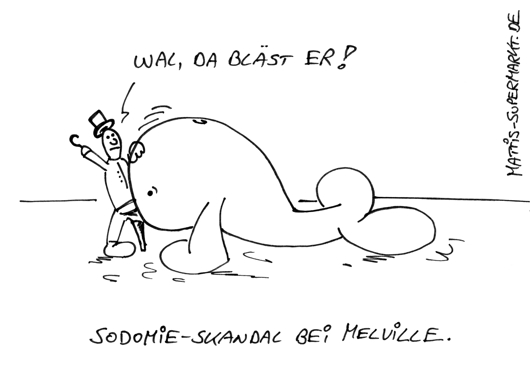 WAL, DA BLÄST ER!
MATTIS-SUPERMARKT.DE
SODOMIE-SKANDAL BEI MELVILLE.